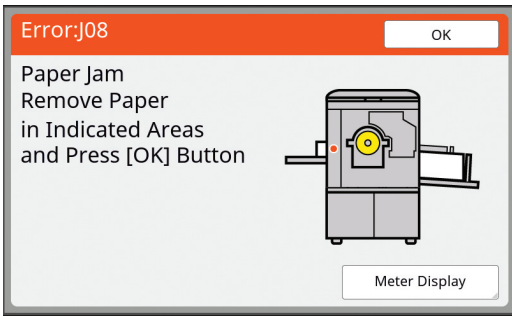 Error:J08
OK
Paper Jam
Remove Paper
in Indicated Areas
and Press [OK] Button
Meter Display